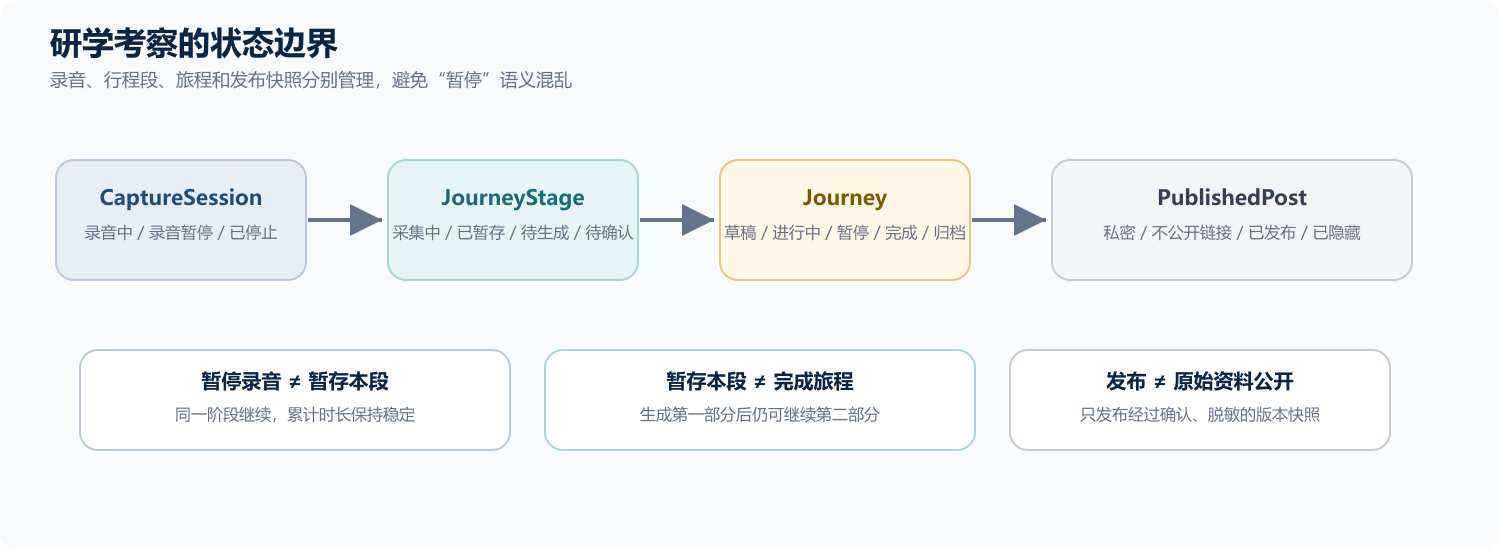 研学考察的状态边界
录音、行程段、旅程和发布快照分别管理，避免“暂停”语义混乱
CaptureSession
录音中 / 录音暂停 / 已停止
JourneyStage
采集中 / 已暂存 / 待生成 / 待确认
Journey
草稿 / 进行中 / 暂停 / 完成 / 归档
PublishedPost
私密 / 不公开链接 / 已发布 / 已隐藏
暂停录音 ≠ 暂存本段
同一阶段继续，累计时长保持稳定
暂存本段 ≠ 完成旅程
生成第一部分后仍可继续第二部分
发布 ≠ 原始资料公开
只发布经过确认、脱敏的版本快照